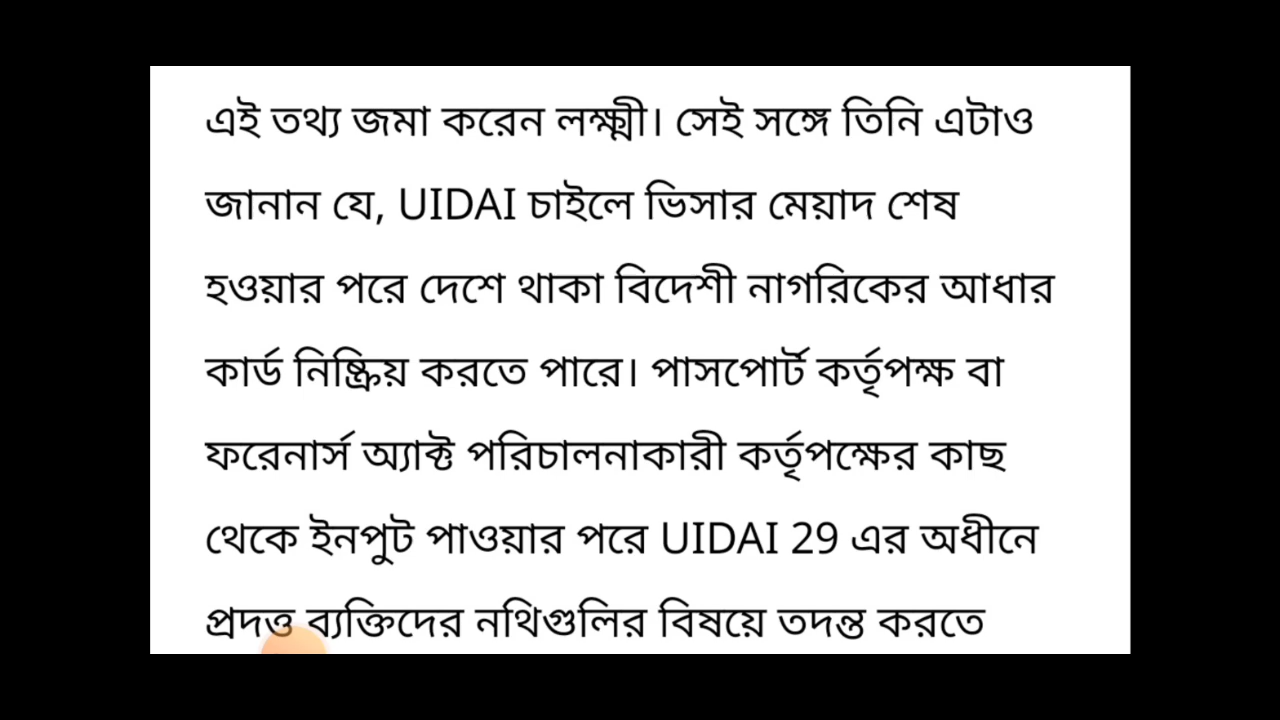 এই তথ্য জমা করেন লক্ষ্মী। সেই সঙ্গে তিনি এটাও
জানান যে, UIDAI চাইলে ভিসার মেয়াদ শেষ
হওয়ার পরে দেশে থাকা বিদেশী নাগরিকের আধার
কার্ড নিষ্ক্রিয় করতে পারে। পাসপোর্ট কর্তৃপক্ষ বা
ফরেনার্স অ্যাক্ট পরিচালনাকারী কর্তৃপক্ষের কাছ
থেকে ইনপুট পাওয়ার পরে UIDAI 29 এর অধীনে
প্রদত্ত ব্যক্তিদের নথিগুলির বিষয়ে তদন্ত করতে